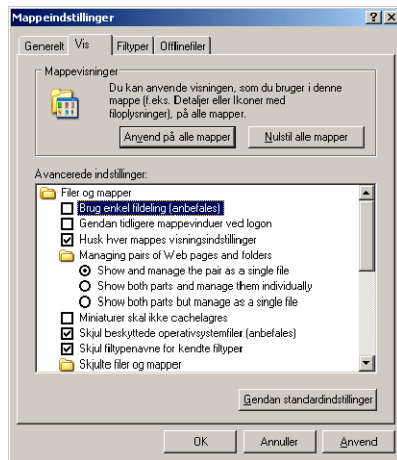 Mappeindstillinger
Generelt Vis Filtyper Offlinefiler
Mappevisninger
Du kan anvende visningen, som du bruger i denne
mappe (f.eks. Detaljer eller Ikoner med
filoplysninger), på alle mapper.
Anvend på alle mapper Nulstil alle mapper
Avancerede indstillinger:
Filer og mapper
Brug enkel fildeling (anbefales)
Gendan tidligere mappevinduer ved logon
Husk hver mappes visningsindstillinger
Managing pairs of Web pages and folders
Show and manage the pair as a single file
Show both parts and manage them individually
Show both parts but manage as a single file
Miniaturer skal ikke cachelagres
Skjul beskyttede operativsystemfiler (anbefales)
Skjul filtypenavne for kendte filtyper
Skjulte filer og mapper
Gendan standardindstillinger
OK Annuller Anvend